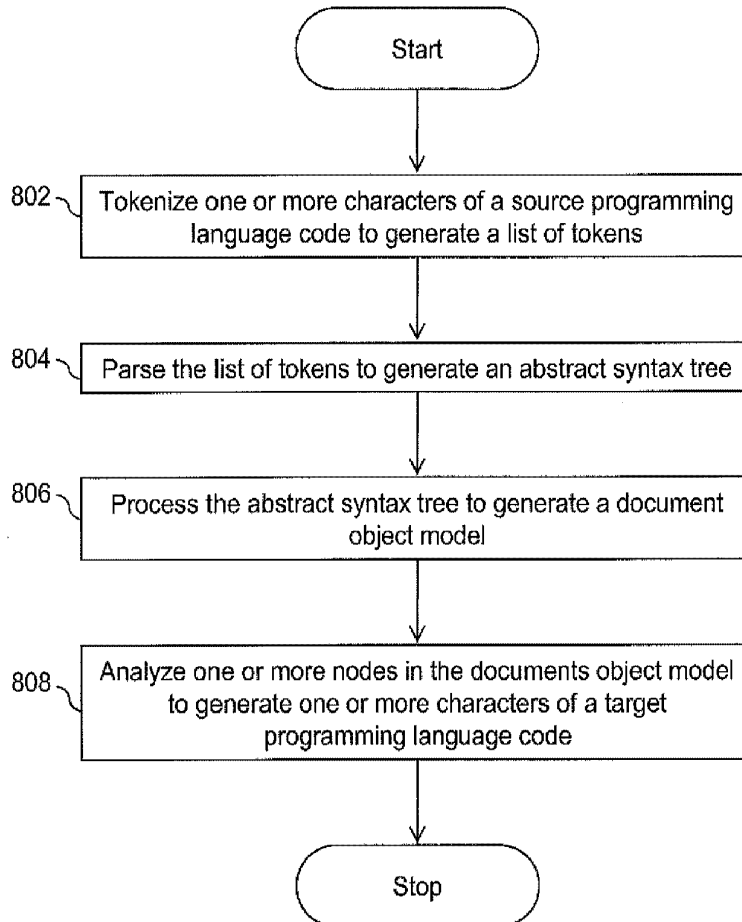 Start
802
Tokenize one or more characters of a source programming
language code to generate a list of tokens
804
Parse the list of tokens to generate an abstract syntax tree
806
Process the abstract syntax tree to generate a document
object model
808
Analyze one or more nodes in the documents object model
to generate one or more characters of a target
programming language code
Stop